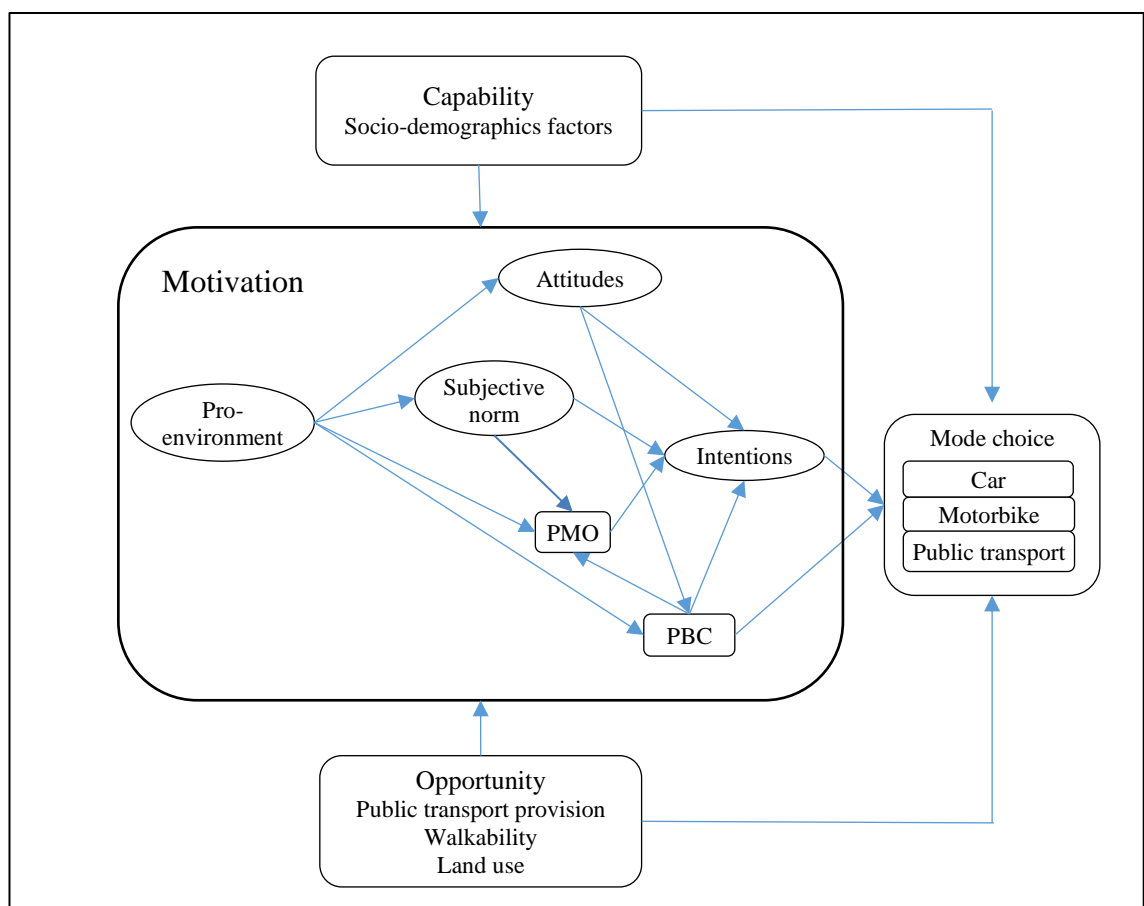 Capability
Socio-demographics factors
Motivation
Attitudes
Subjective
norm
Pro-
environment
Intentions
PMO
PBC
Mode choice
Car
Motorbike
Public transport
Opportunity
Public transport provision
Walkability
Land use